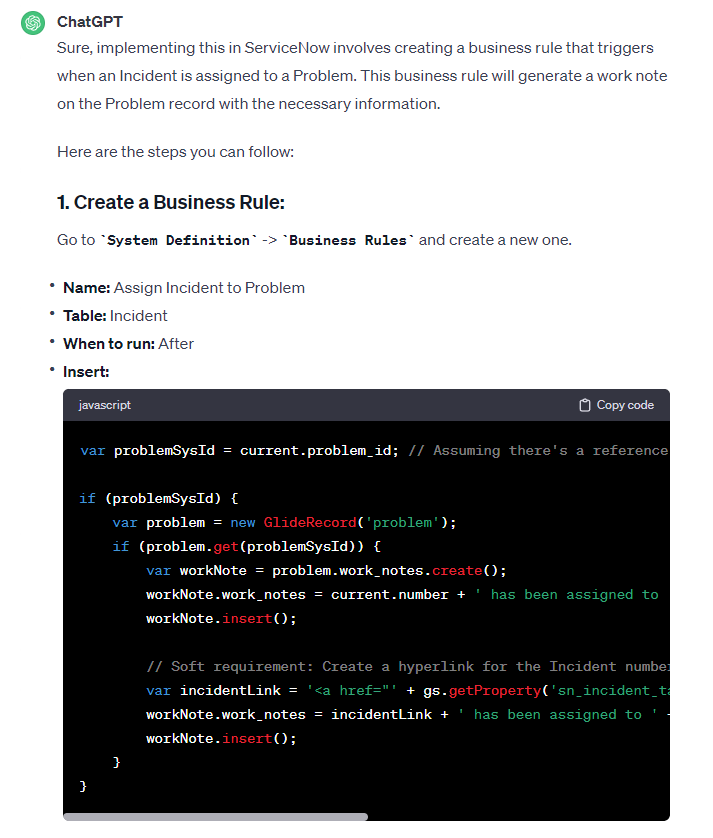 ChatGPT
Sure, implementing this in ServiceNow involves creating a business rule that triggers
when an Incident is assigned to a Problem. This business rule will generate a work note
on the Problem record with the necessary information.
Here are the steps you can follow:
1. Create a Business Rule:
Go to `System Definition` -> `Business Rules` and create a new one.
• Name: Assign Incident to Problem
• Table: Incident
• When to run: After
• Insert:
javascript Copy code
var problemSysId = current.problem_id; // Assuming there's a reference
if (problemSysId) {
    var problem = new GlideRecord('problem');
    if (problem.get(problemSysId)) {
        var workNote = problem.work_notes.create();
        workNote.work_notes = current.number + ' has been assigned to
        workNote.insert();
        // Soft requirement: Create a hyperlink for the Incident
        var incidentLink = '<a href="' + gs.getProperty('sn_incident_
        workNote.work_notes = incidentLink + ' has been assigned to ' +
        workNote.insert();
    }
}